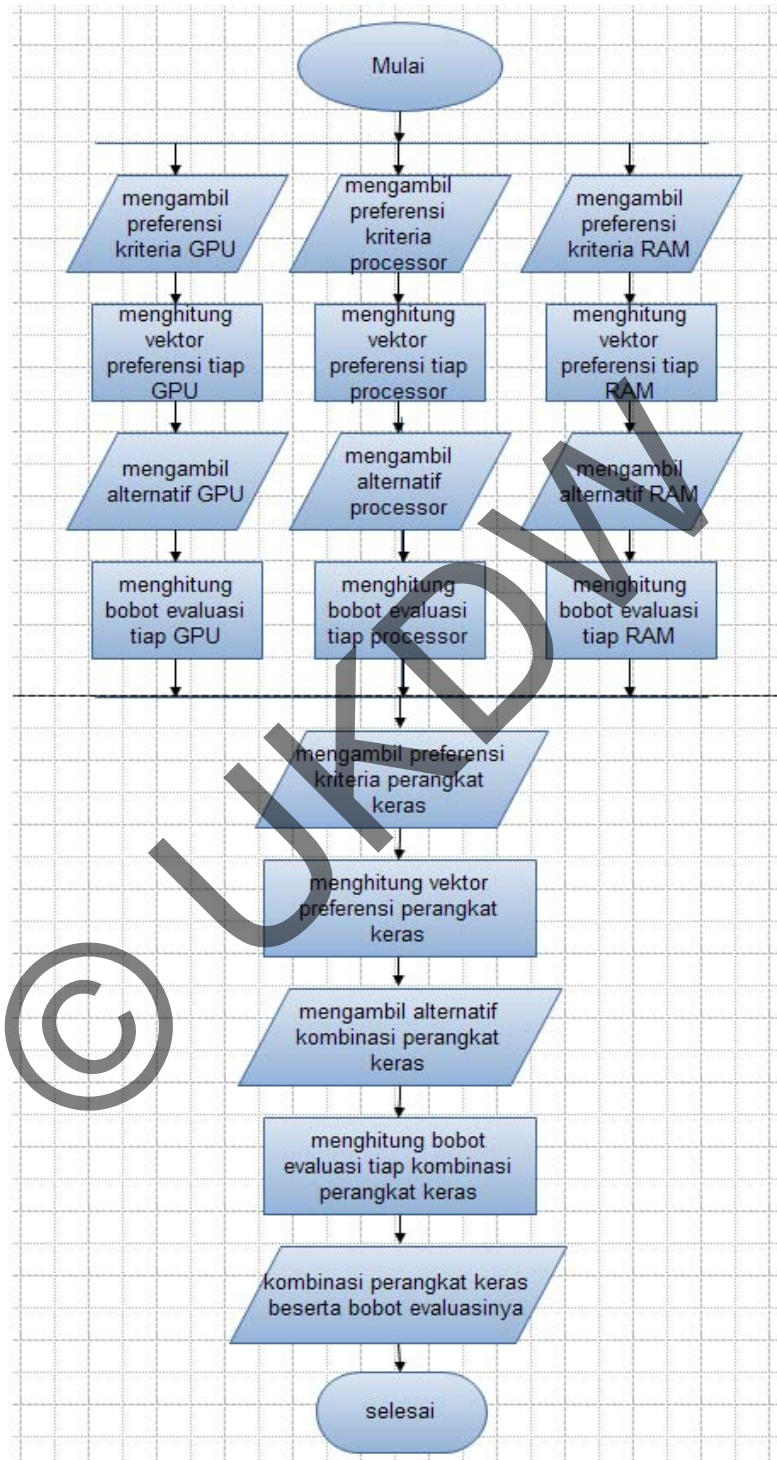 Mulai
mengambil
preferensi
kriteria GPU
mengambil
preferensi
kriteria
processor
mengambil
preferensi
kriteria RAM
menghitung
vektor
preferensi tiap
GPU
menghitung
vektor
preferensi tiap
processor
menghitung
vektor
preferensi tiap
RAM
mengambil
alternatif GPU
mengambil
alternatif
processor
mengambil
alternatif RAM
menghitung
bobot evaluasi
tiap GPU
menghitung
bobot evaluasi
tiap processor
menghitung
bobot evaluasi
tiap RAM
mengambil preferensi
kriteria perangkat
keras
menghitung vektor
preferensi perangkat
keras
mengambil alternatif
kombinasi perangkat
keras
menghitung bobot
evaluasi tiap kombinasi
perangkat keras
kombinasi perangkat keras
beserta bobot evaluasinya
selesai
© UKDW